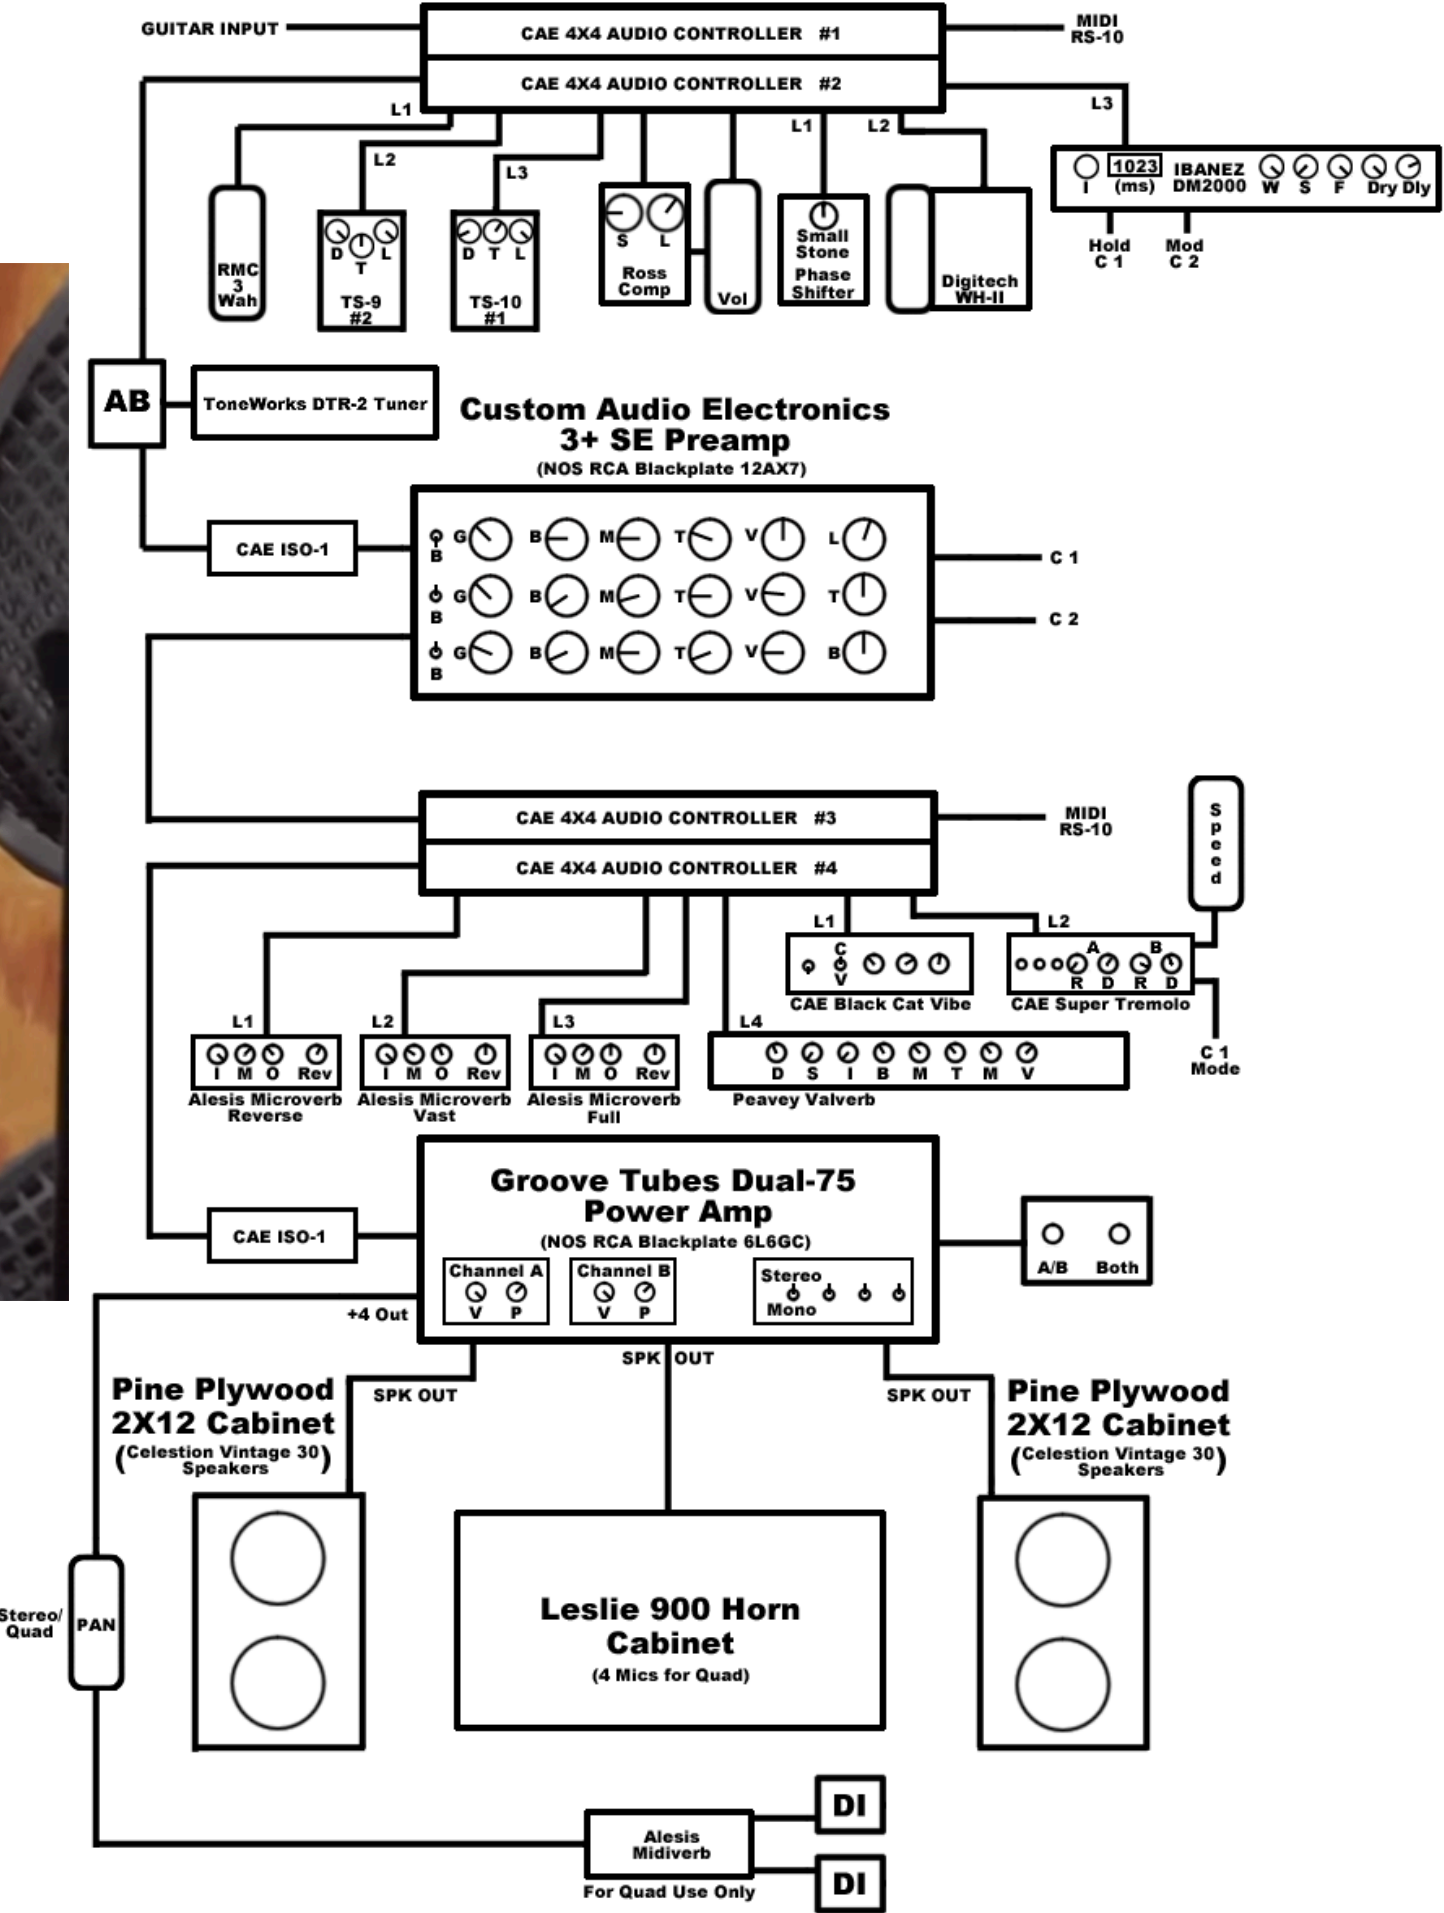 GUITAR INPUT
CAE 4X4 AUDIO CONTROLLER #1
MIDI
RS-10
CAE 4X4 AUDIO CONTROLLER #2
L1
L2
L3
L1
L2
L3
RMC
3
Wah
D T L
TS-9
#2
D T L
TS-10
#1
S L
Ross
Comp
Vol
Small
Stone
Phase
Shifter
Digitech
WH-II
I
1023
(ms)
IBANEZ
DM2000
W S F Dry Dly
Hold
C 1
Mod
C 2
AB
ToneWorks DTR-2 Tuner
Custom Audio Electronics
3+ SE Preamp
(NOS RCA Blackplate 12AX7)
CAE ISO-1
B G B M T V L
B G B M T V T
B G B M T V B
C 1
C 2
CAE 4X4 AUDIO CONTROLLER #3
MIDI
RS-10
CAE 4X4 AUDIO CONTROLLER #4
Speed
L1
C
V
CAE Black Cat Vibe
L2
A B
R D R D
CAE Super Tremolo
C 1
Mode
L1
I M O Rev
Alesis Microverb
Reverse
L2
I M O Rev
Alesis Microverb
Vast
L3
I M O Rev
Alesis Microverb
Full
L4
D S I B M T M V
Peavey Valverb
Groove Tubes Dual-75
Power Amp
(NOS RCA Blackplate 6L6GC)
CAE ISO-1
Channel A
V P
Channel B
V P
Stereo
Mono
A/B Both
+4 Out
SPK OUT
SPK OUT
SPK OUT
Pine Plywood
2X12 Cabinet
(Celestion Vintage 30)
Speakers
Pine Plywood
2X12 Cabinet
(Celestion Vintage 30)
Speakers
Leslie 900 Horn
Cabinet
(4 Mics for Quad)
Stereo/
Quad
PAN
Alesis
Midiverb
For Quad Use Only
DI
DI